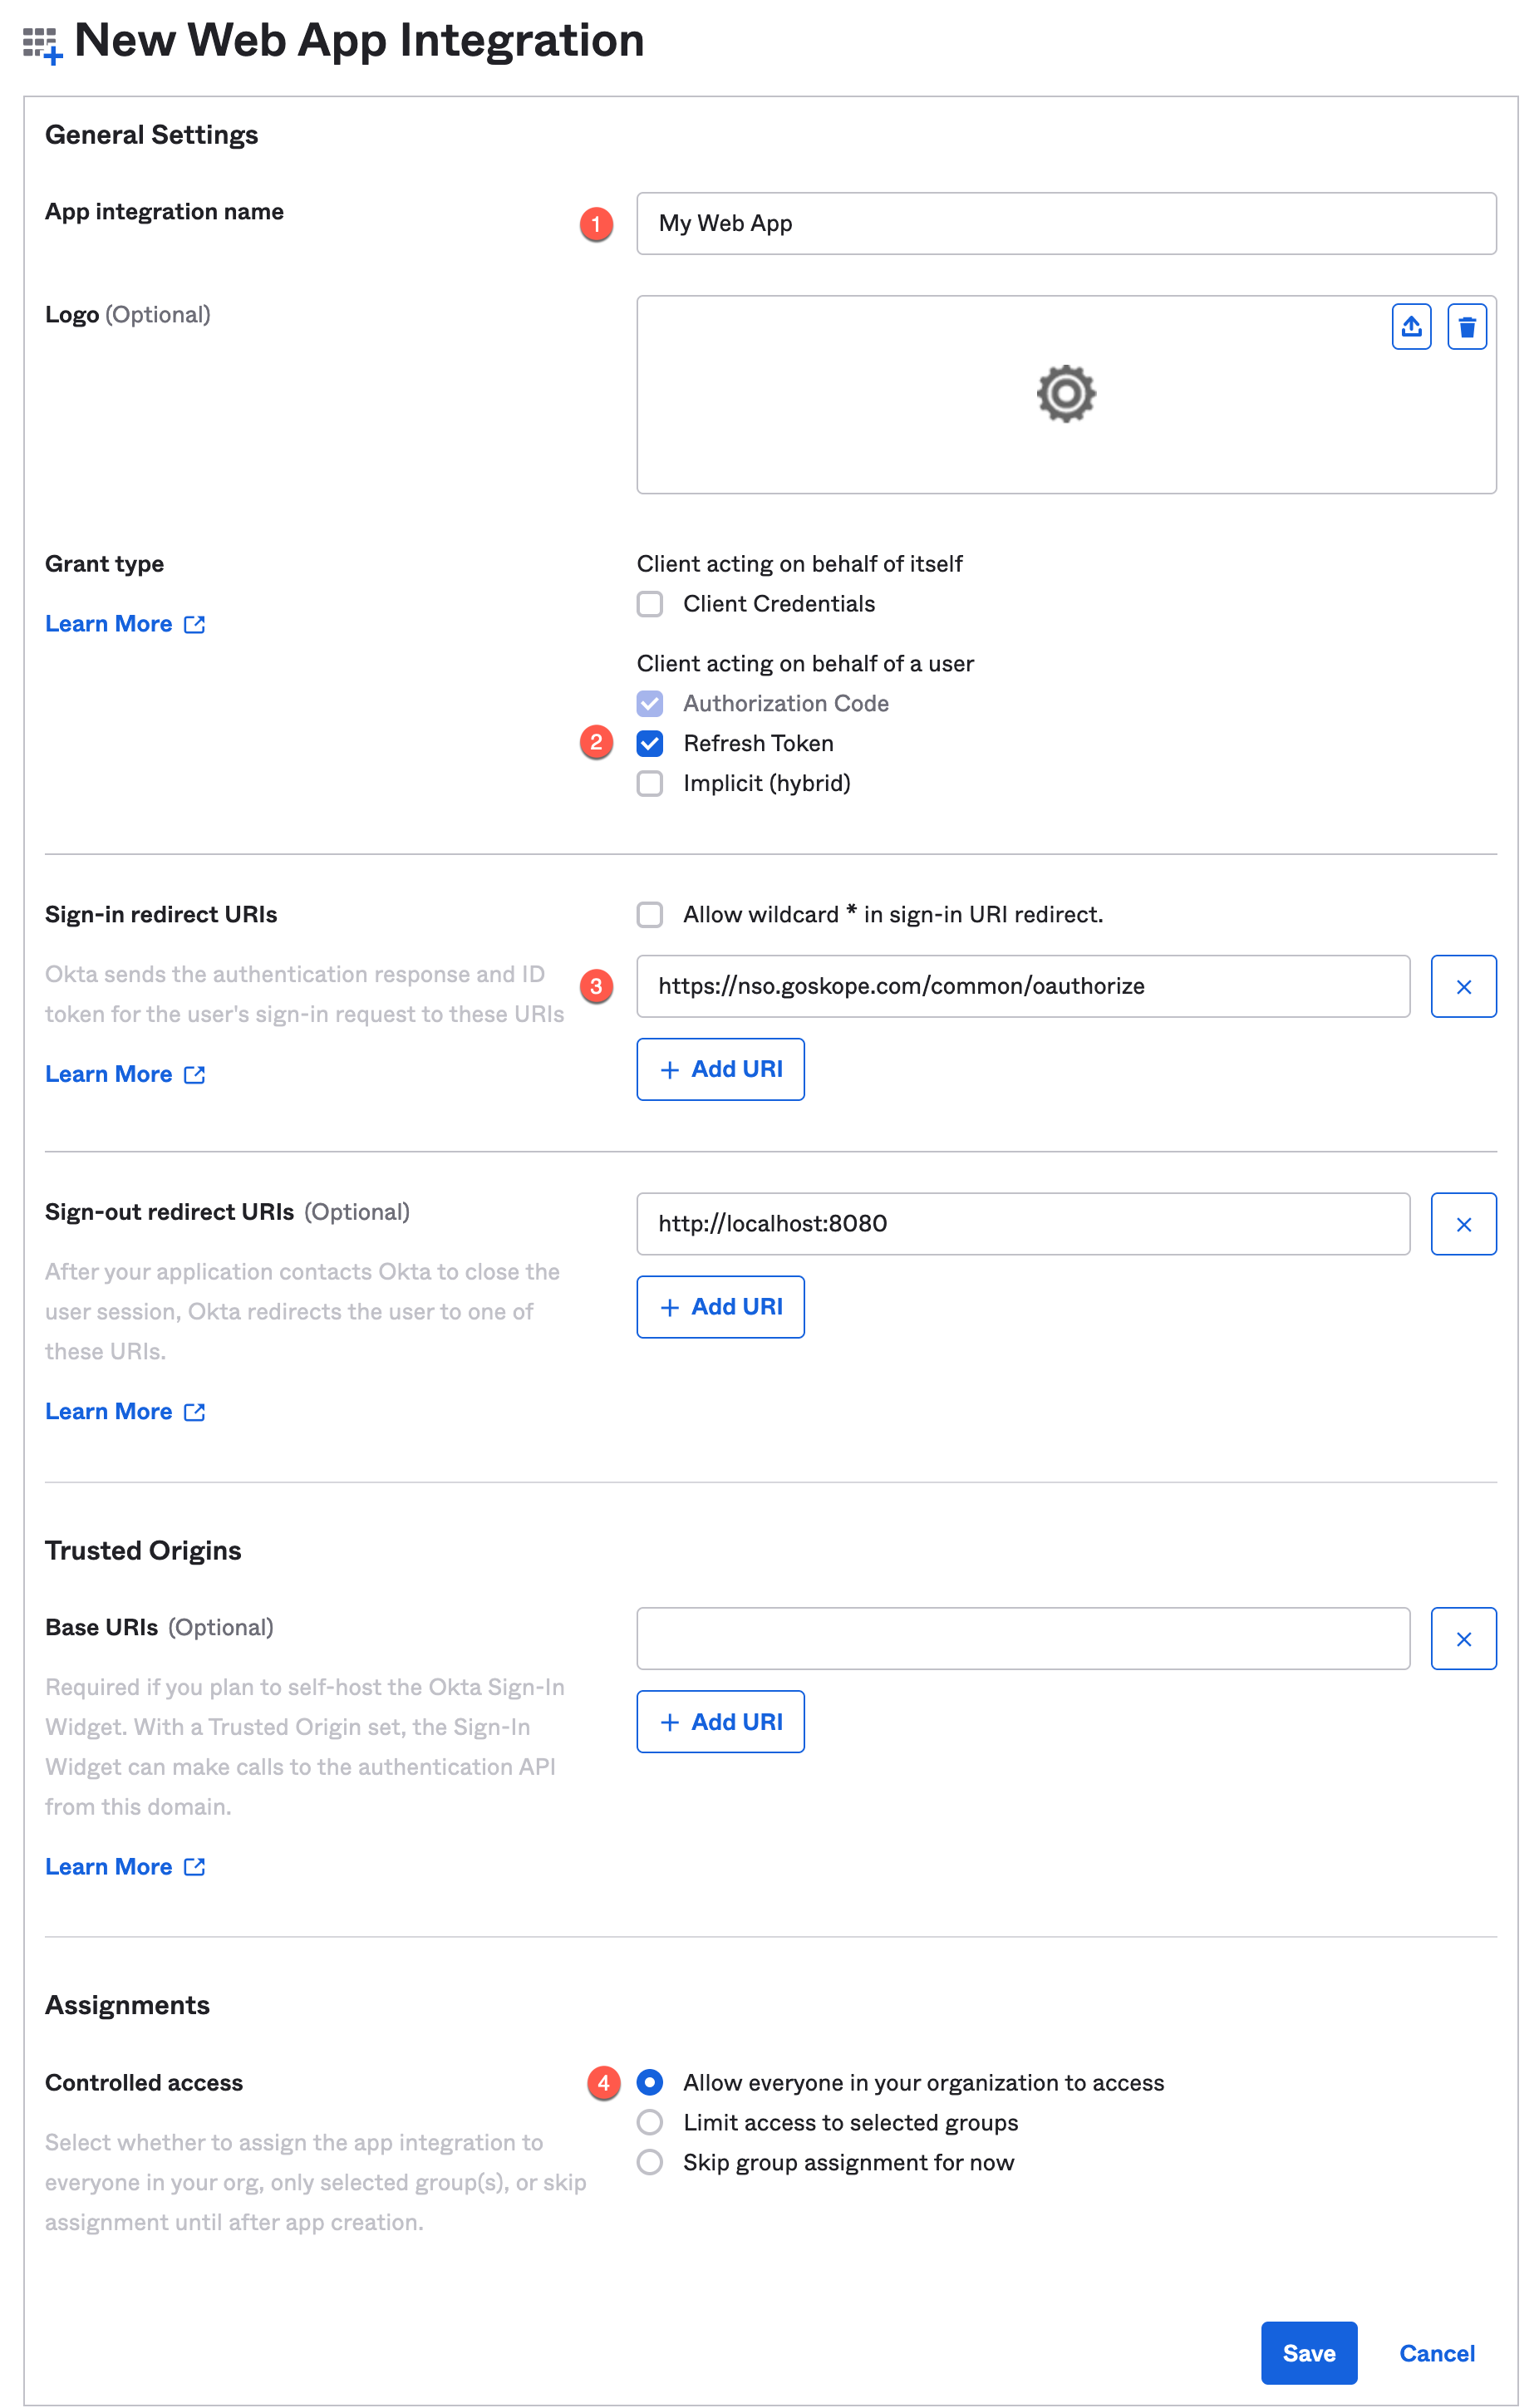 New Web App Integration
General Settings
App integration name
1
My Web App
Logo (Optional)
Grant type
Learn More
Client acting on behalf of itself
Client Credentials
Client acting on behalf of a user
Authorization Code
2
Refresh Token
Implicit (hybrid)
Sign-in redirect URIs
Okta sends the authentication response and ID
token for the user's sign-in request to these URIs
Learn More
Allow wildcard * in sign-in URI redirect.
3
https://nso.goskope.com/common/oauthorize
+ Add URI
Sign-out redirect URIs (Optional)
After your application contacts Okta to close the
user session, Okta redirects the user to one of
these URIs.
Learn More
http://localhost:8080
+ Add URI
Trusted Origins
Base URIs (Optional)
Required if you plan to self-host the Okta Sign-In
Widget. With a Trusted Origin set, the Sign-In
Widget can make calls to the authentication API
from this domain.
Learn More
+ Add URI
Assignments
Controlled access
Select whether to assign the app integration to
everyone in your org, only selected group(s), or skip
assignment until after app creation.
4
Allow everyone in your organization to access
Limit access to selected groups
Skip group assignment for now
Save
Cancel